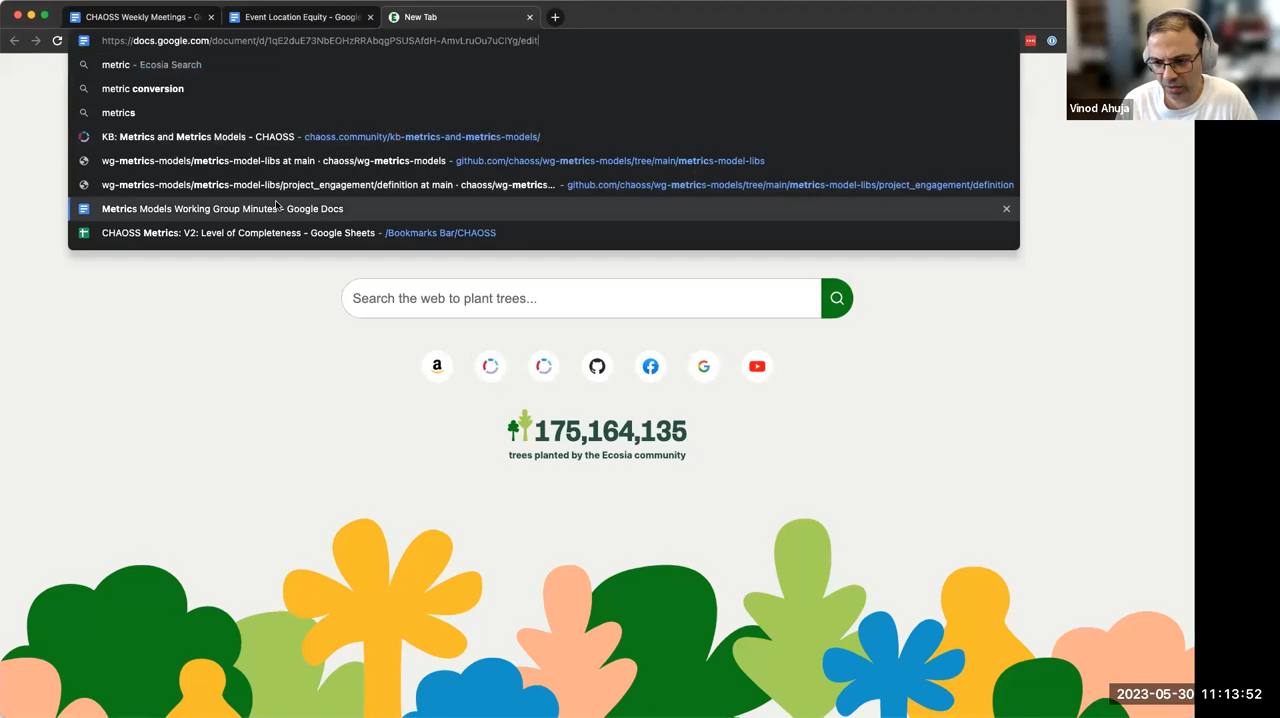 CHAOSS Weekly Meetings - G
Event Location Equity - Google
New Tab
https://docs.google.com/document/d/1qE2duE73NbEOHzRRAbqgPSUSAfdH-AmvLruOu7uCIYg/edit
metric - Ecosia Search
metric conversion
metrics
KB: Metrics and Metrics Models - CHAOSS - chaoss.community/kb-metrics-and-metrics-models/
wg-metrics-models/metrics-model-libs at main · chaoss/wg-metrics-models - github.com/chaoss/wg-metrics-models/tree/main/metrics-model-libs
wg-metrics-models/metrics-model-libs/project_engagement/definition at main · chaoss/wg-metrics... - github.com/chaoss/wg-metrics-models/tree/main/metrics-model-libs/project_engagement/definition
Metrics Models Working Group Minutes - Google Docs
CHAOSS Metrics: V2: Level of Completeness - Google Sheets - /Bookmarks Bar/CHAOSS
Vinod Ahuja
Search the web to plant trees...
175,164,135
trees planted by the Ecosia community
2023-05-30 11:13:52